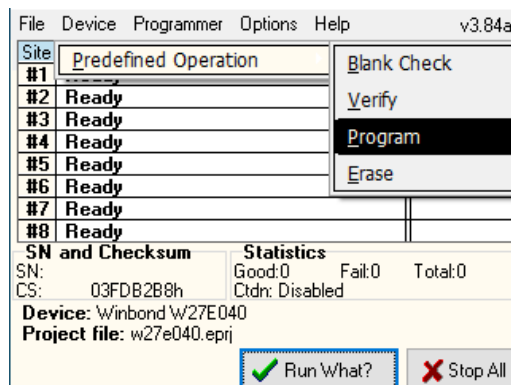 File Device Programmer Options Help v3.84a
Site Predefined Operation Blank Check
#1
#2 Ready Verify
#3 Ready
#4 Ready Program
#5 Ready Erase
#6 Ready
#7 Ready
#8 Ready
SN and Checksum Statistics
SN: Good:0 Fail:0 Total:0
CS: 03FDB2B8h Ctdn: Disabled
Device: Winbond W27E040
Project file: w27e040.eprj
Run What? Stop All